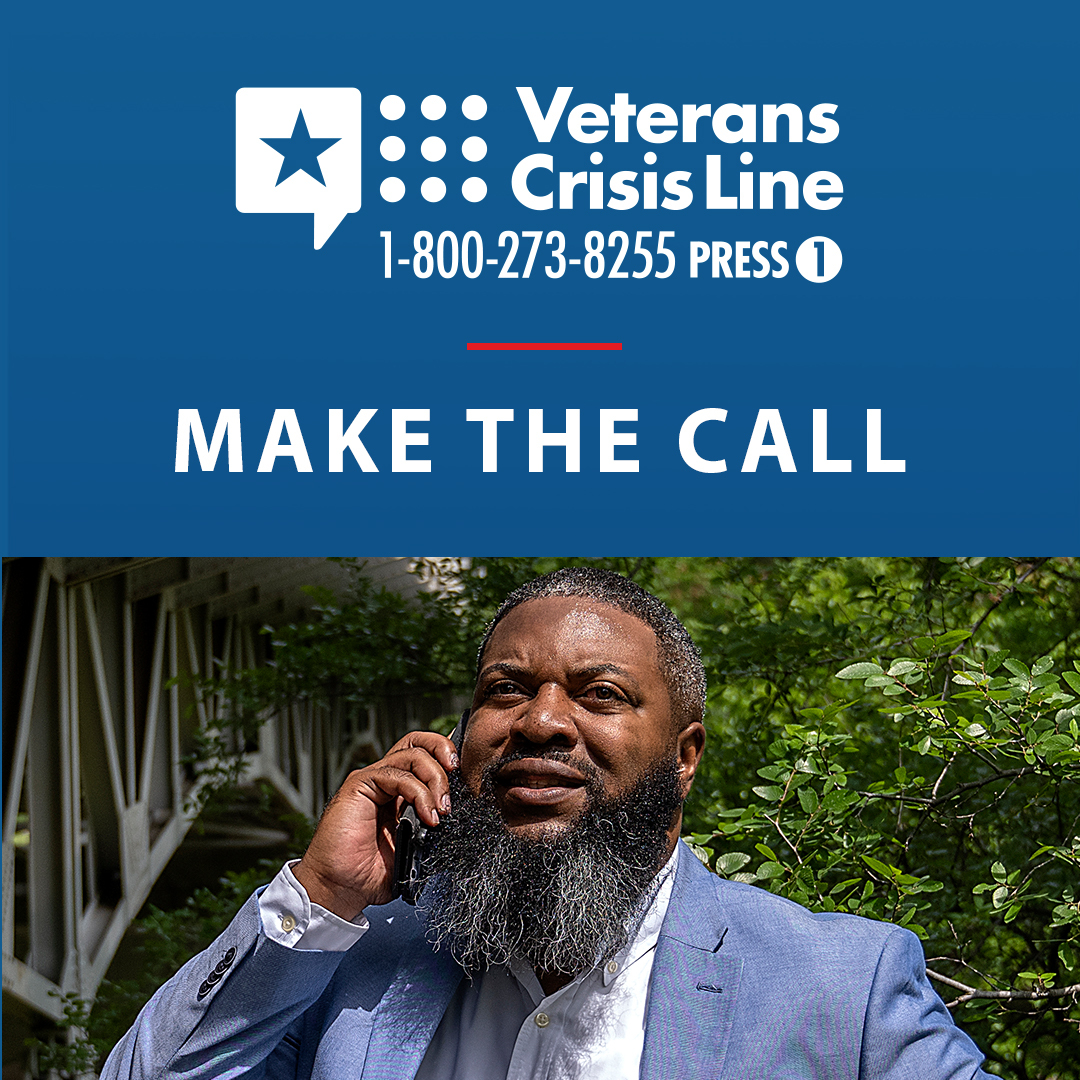 Veterans
Crisis Line
1-800-273-8255 PRESS 1
MAKE THE CALL